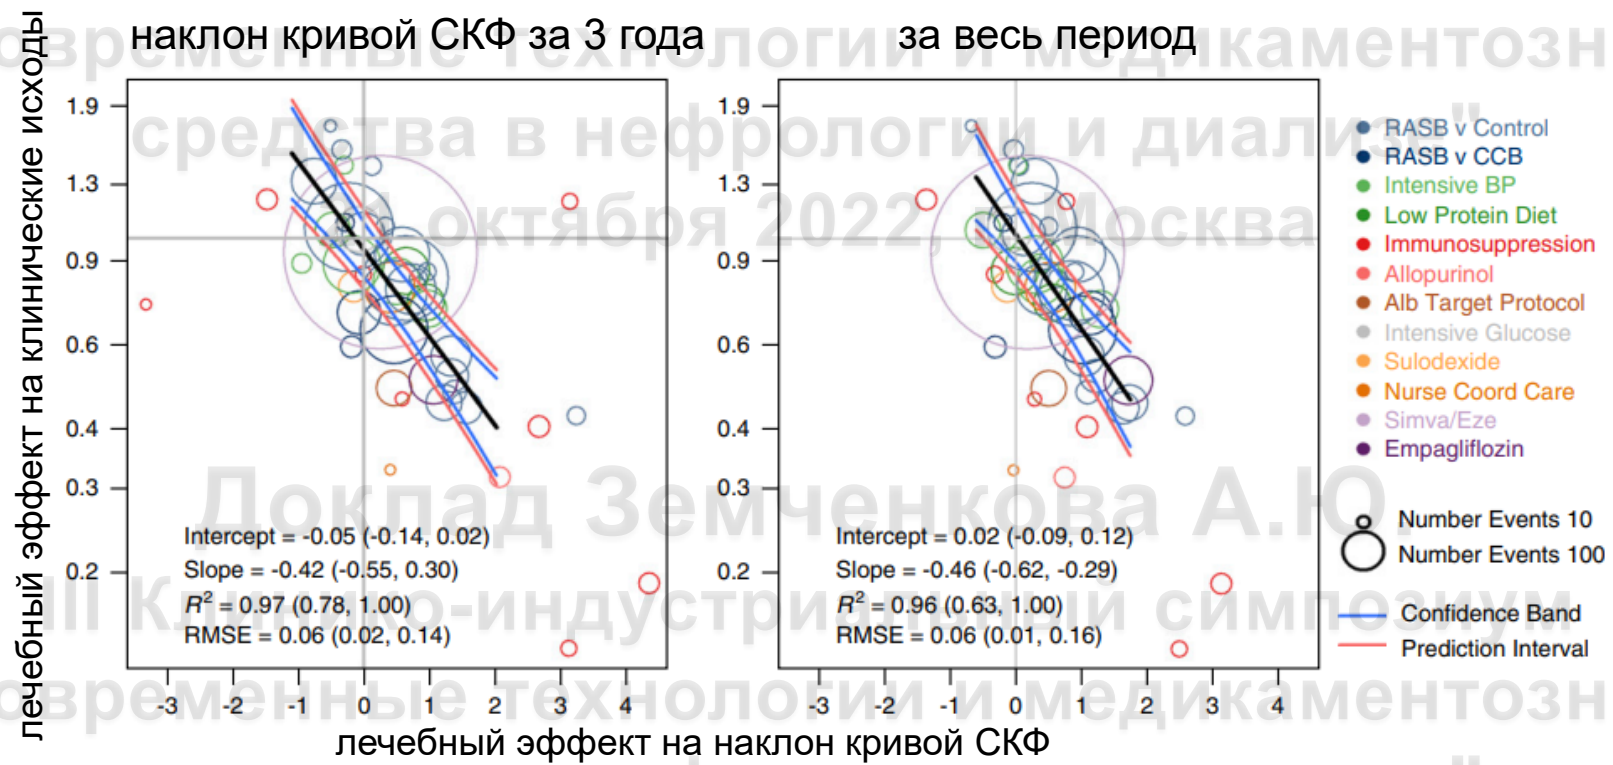 наклон кривой СКФ за 3 года
за весь период
лечебный эффект на клинические исходы
1.9
1.3
0.9
0.6
0.4
0.3
0.2
Intercept = -0.05 (-0.14, 0.02)
Slope = -0.42 (-0.55, 0.30)
R² = 0.97 (0.78, 1.00)
RMSE = 0.06 (0.02, 0.14)
-3 -2 -1 0 1 2 3 4
1.9
1.3
0.9
0.6
0.4
0.3
0.2
Intercept = 0.02 (-0.09, 0.12)
Slope = -0.46 (-0.62, -0.29)
R² = 0.96 (0.63, 1.00)
RMSE = 0.06 (0.01, 0.16)
-3 -2 -1 0 1 2 3 4
лечебный эффект на наклон кривой СКФ
RASB v Control
RASB v CCB
Intensive BP
Low Protein Diet
Immunosuppression
Allopurinol
Alb Target Protocol
Intensive Glucose
Sulodexide
Nurse Coord Care
Simva/Eze
Empagliflozin
Number Events 10
Number Events 100
Confidence Band
Prediction Interval
овременные технологии и медикаментозн
средства в нефрологии и диализе"
октября 2022, г. Москва
Доклад Земченкова А.Ю.
III Клинико-индустриальный симпозиум
овременные технологии и медикаментозн